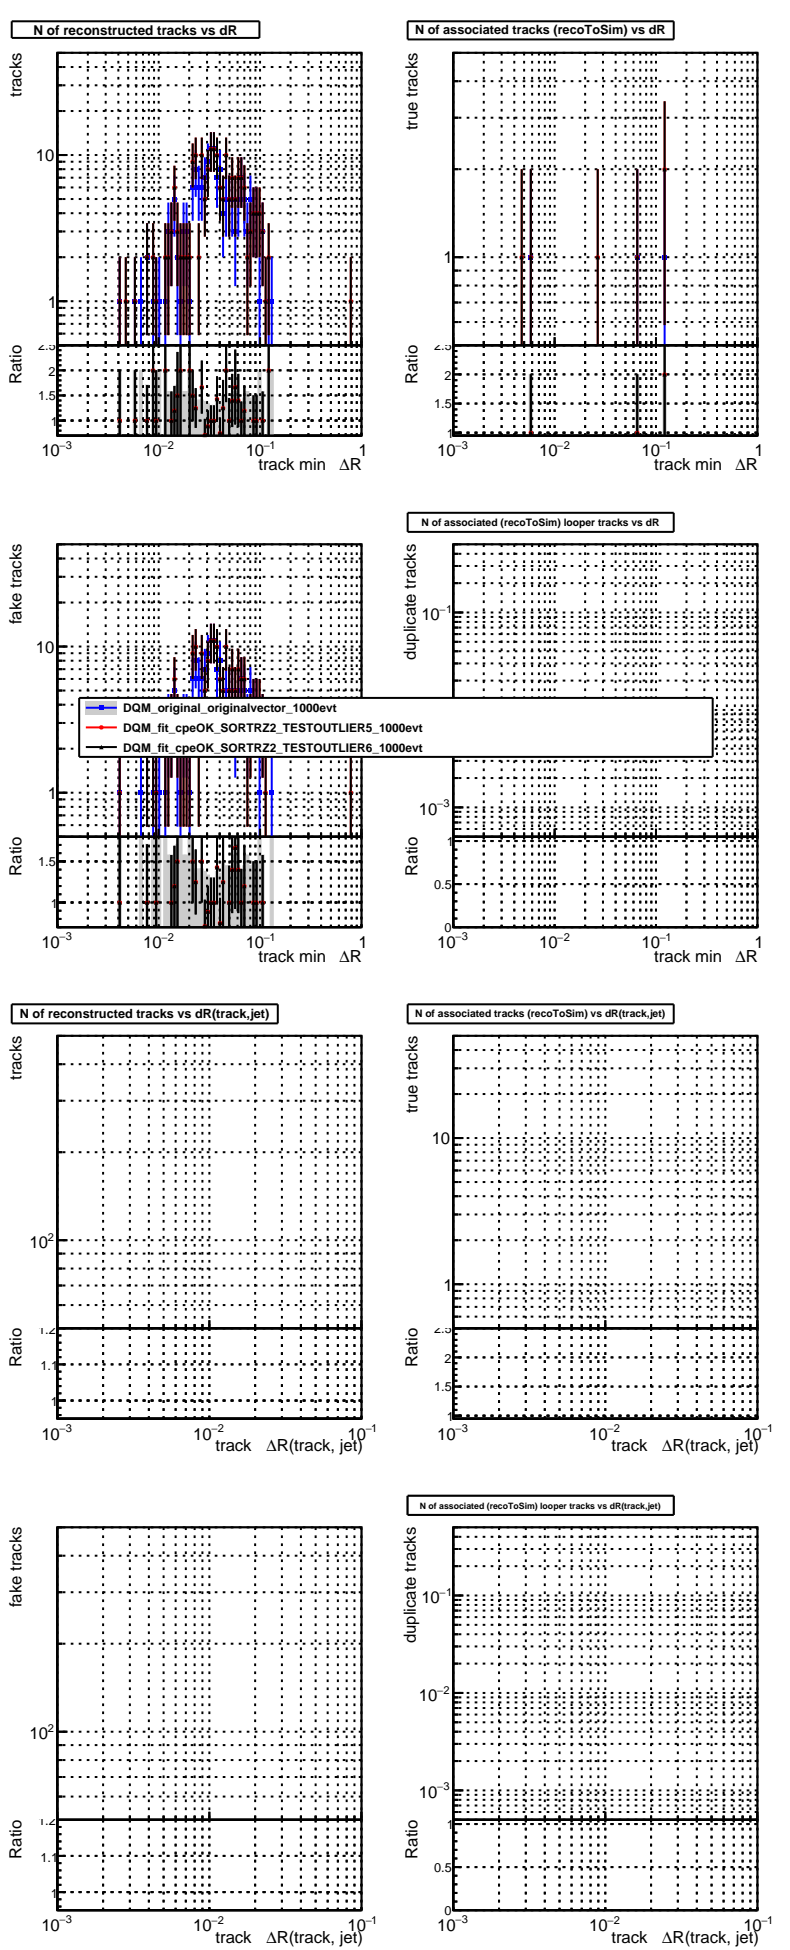 N of reconstructed tracks vs dR
tracks
10
1
Ratio
2.5
2
1.5
1
10−3
10−2
10−1
1
track min ΔR
N of associated tracks (recoToSim) vs dR
true tracks
1
Ratio
2.5
2
1.5
1
10−3
10−2
10−1
1
track min ΔR
fake tracks
10
1
Ratio
1.5
1
10−3
10−2
10−1
1
track min ΔR
N of associated (recoToSim) looper tracks vs dR
duplicate tracks
10−1
10−3
Ratio
1
0.5
0
10−3
10−2
10−1
1
track min ΔR
DQM_original_originalvector_1000evt
DQM_fit_cpeOK_SORTRZ2_TESTOUTLIER5_1000evt
DQM_fit_cpeOK_SORTRZ2_TESTOUTLIER6_1000evt
N of reconstructed tracks vs dR(track,jet)
tracks
102
Ratio
1.2
1.1
1
10−3
10−2
10−1
track ΔR(track, jet)
N of associated tracks (recoToSim) vs dR(track,jet)
true tracks
10
1
Ratio
2.5
2
1.5
1
10−3
10−2
10−1
track ΔR(track, jet)
fake tracks
102
Ratio
1.2
1.1
1
10−3
10−2
10−1
track ΔR(track, jet)
N of associated (recoToSim) looper tracks vs dR(track,jet)
duplicate tracks
10−1
10−2
10−3
Ratio
1
0.5
0
10−3
10−2
10−1
track ΔR(track, jet)